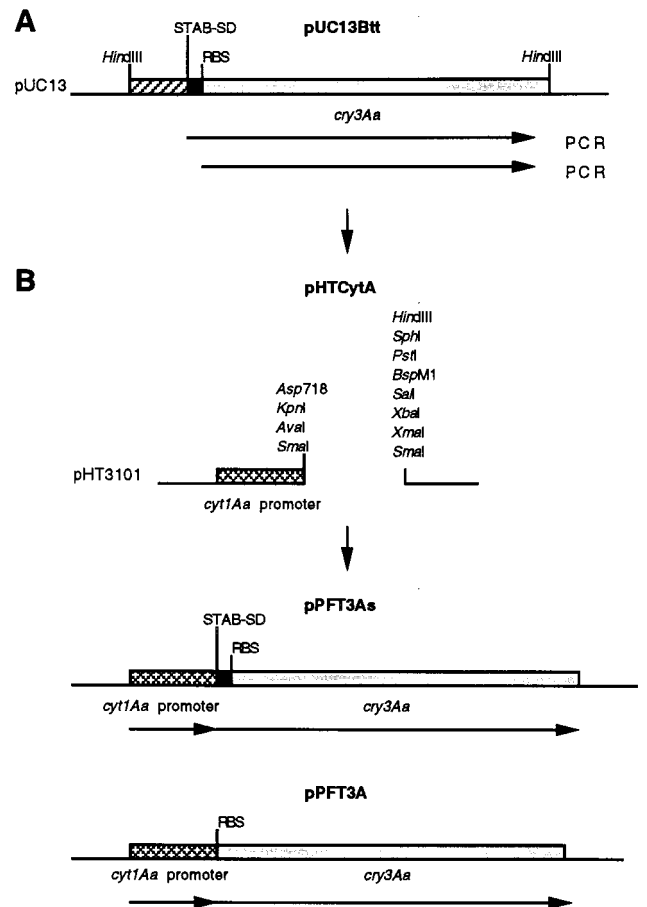 A
pUC13Btt
STAB-SD
HindIII
RBS
HindIII
pUC13
cry3Aa
PCR
PCR
B
pHTCytA
HindIII
SphI
PstI
BspM1
SalI
XbaI
XmaI
SmaI
Asp718
KpnI
AvaI
SmaI
pHT3101
cyt1Aa promoter
pPFT3As
STAB-SD
RBS
cyt1Aa promoter
cry3Aa
pPFT3A
RBS
cyt1Aa promoter
cry3Aa